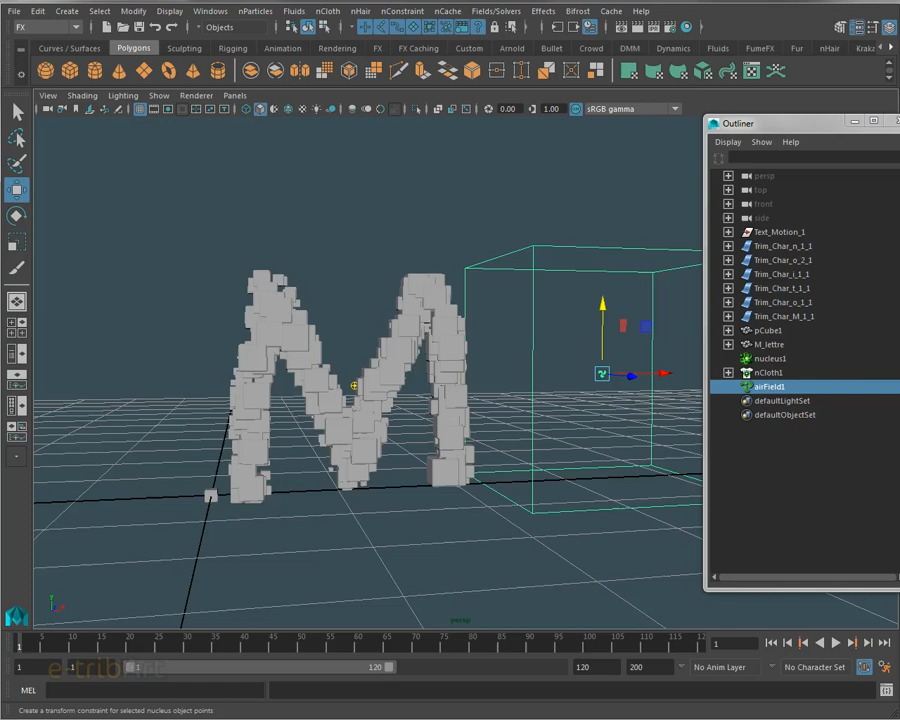 File Edit Create Select Modify Display Windows nParticles Fluids nCloth nHair nConstraint nCache Fields/Solvers Effects Bifrost Cache Help
FX Objects
Curves / Surfaces Polygons Sculpting Rigging Animation Rendering FX FX Caching Custom Arnold Bullet Crowd DMM Dynamics Fluids FumeFX Fur nHair Kraka
View Shading Lighting Show Renderer Panels
0.00 1.00 sRGB gamma
Outliner
Display Show Help
persp
top
front
side
Text_Motion_1
Trim_Char_n_1_1
Trim_Char_o_2_1
Trim_Char_i_1_1
Trim_Char_t_1_1
Trim_Char_o_1_1
Trim_Char_M_1_1
pCube1
M_lettre
nucleus1
nCloth1
airField1
defaultLightSet
defaultObjectSet
persp
5 10 15 20 25 30 35 40 45 50 55 60 65 70 75 80 85 90 95 100 105 110 115 12
1 1
1 1 1 120 120 200 No Anim Layer No Character Set
MEL
Create a transform constraint for selected nucleus object points